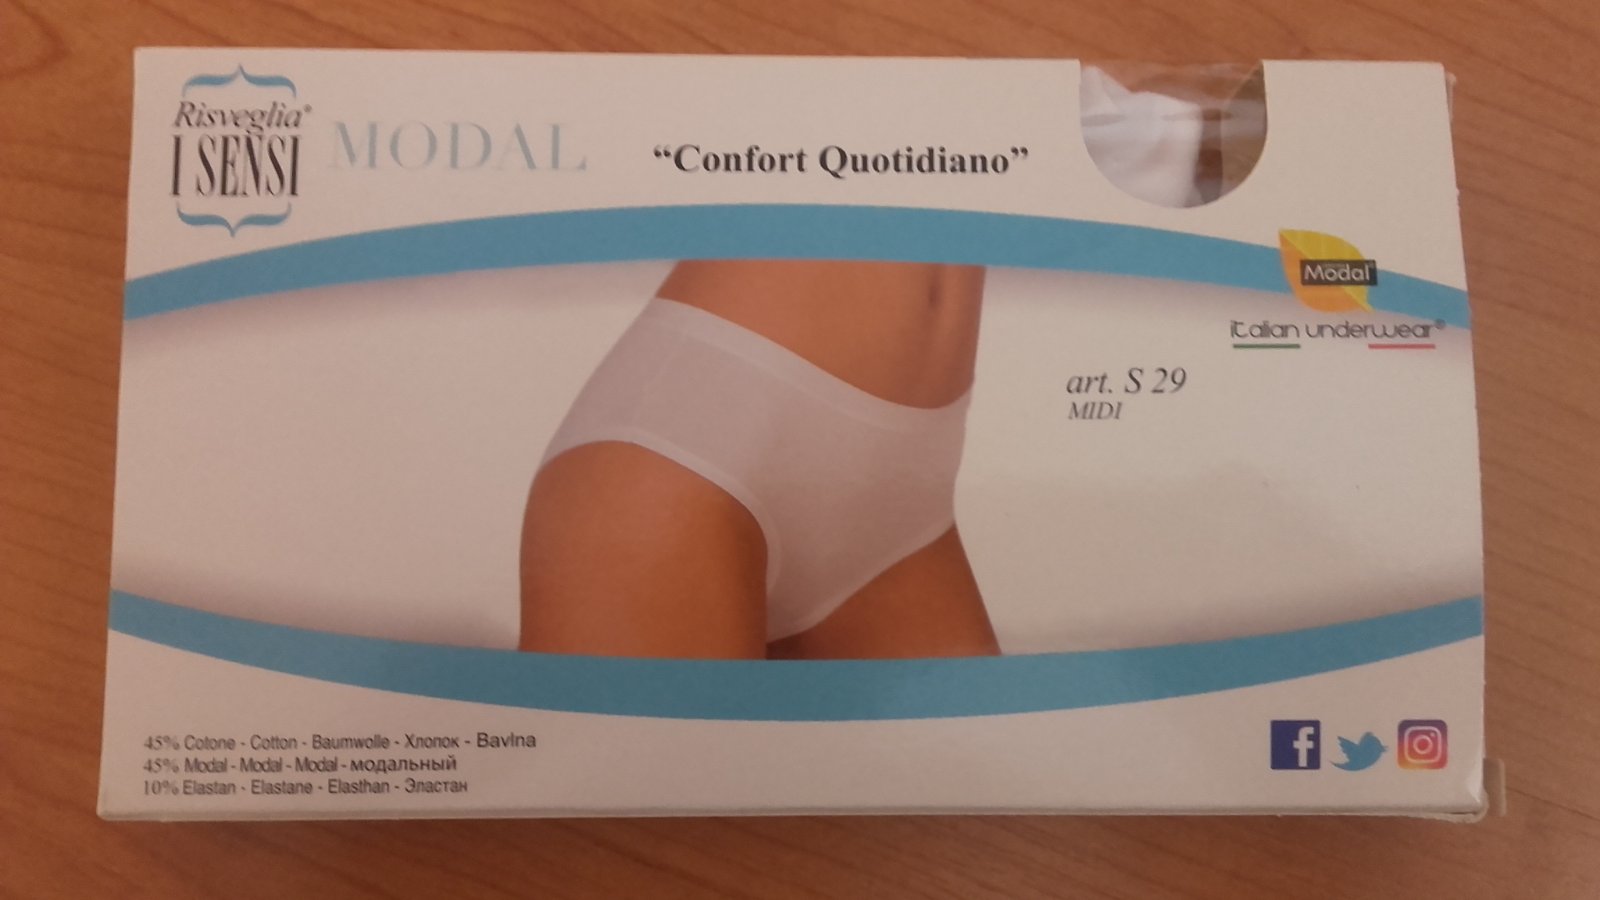 Risveglia®
I SENSI
MODAL
“Confort Quotidiano”
Modal
italian underwear®
art. S 29
MIDI
45% Cotone - Cotton - Baumwolle - Хлопок - Bavlna
45% Modal - Modal - Modal - модальный
10% Elastan - Elastane - Elasthan - Эластан